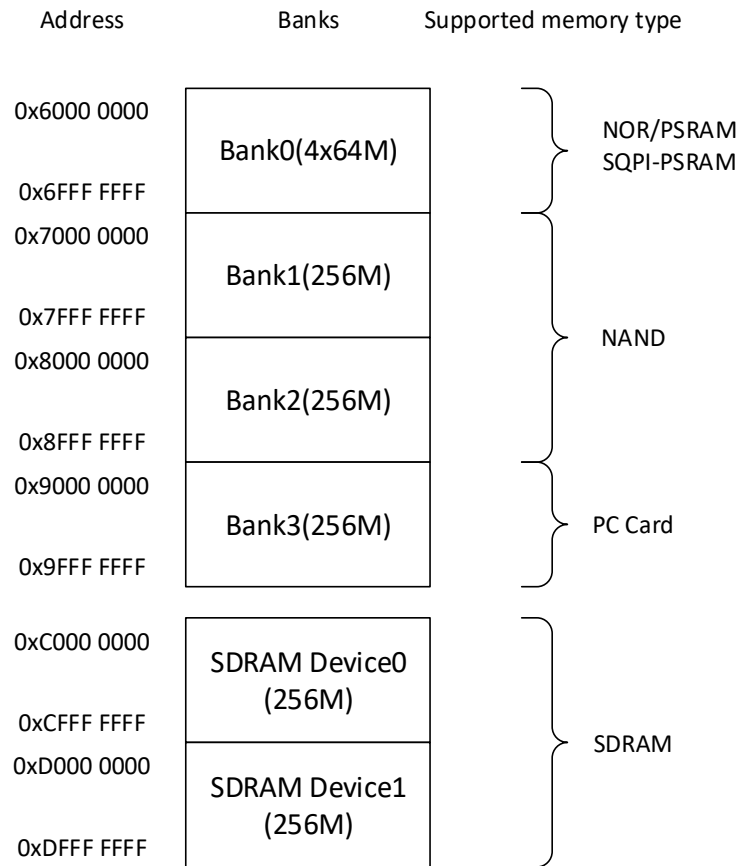 Address Banks Supported memory type
0x6000 0000
Bank0(4x64M)
NOR/PSRAM
SQPI-PSRAM
0x6FFF FFFF
0x7000 0000
Bank1(256M)
0x7FFF FFFF
NAND
0x8000 0000
Bank2(256M)
0x8FFF FFFF
0x9000 0000
Bank3(256M)
PC Card
0x9FFF FFFF
0xC000 0000
SDRAM Device0
(256M)
0xCFFF FFFF
SDRAM
0xD000 0000
SDRAM Device1
(256M)
0xDFFF FFFF